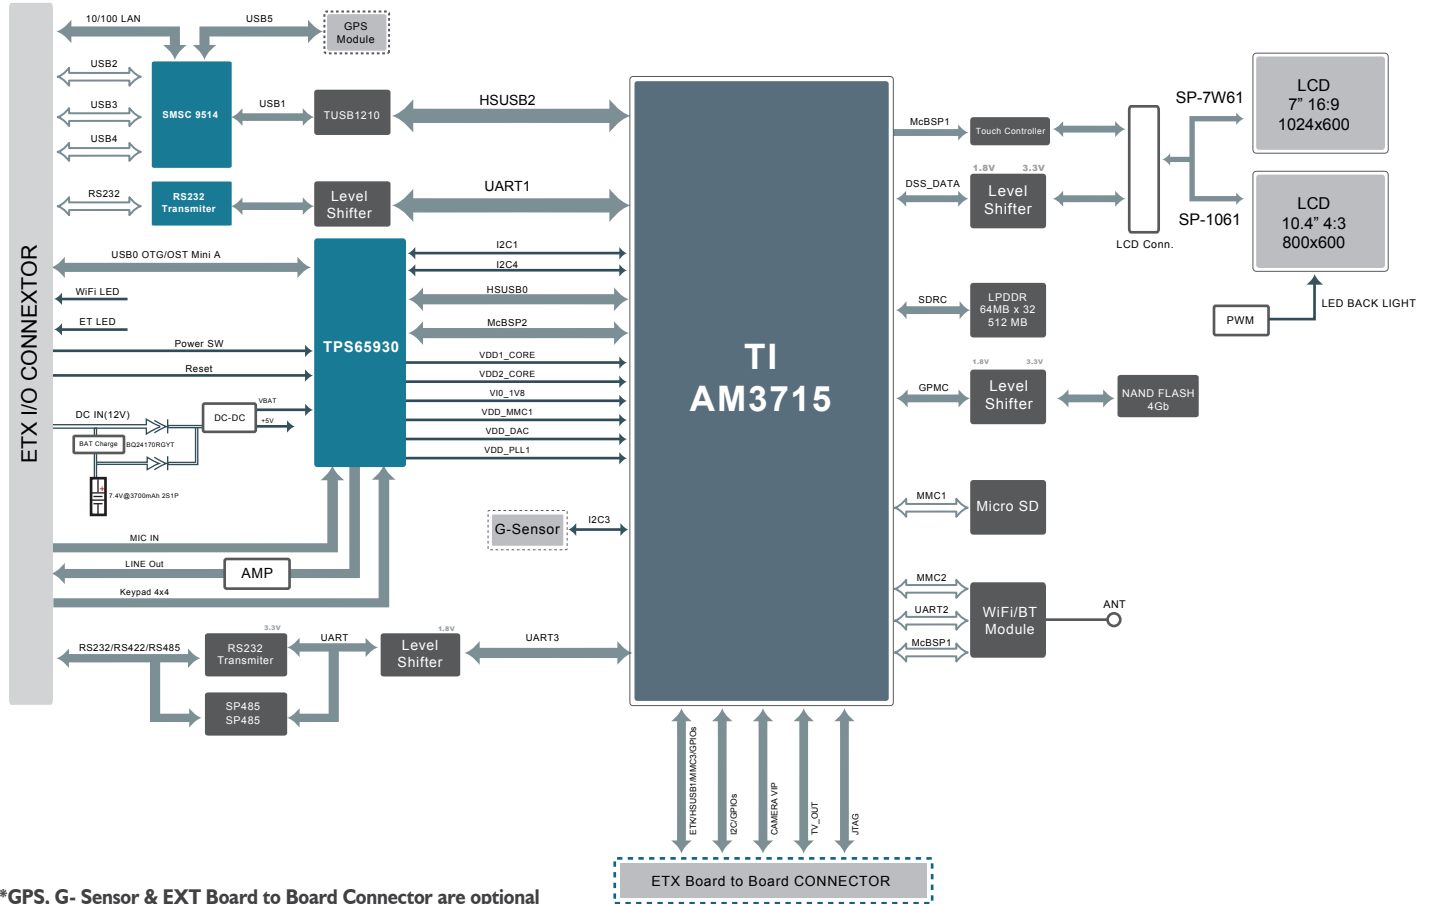 10/100 LAN
USB5
GPS
Module
USB2
USB3
USB4
SMSC 9514
USB1
TUSB1210
HSUSB2
RS232
RS232
Transmiter
Level
Shifter
UART1
ETX I/O CONNEXTOR
USB0 OTG/OST Mini A
WiFi LED
ET LED
Power SW
Reset
DC IN(12V)
BAT Charge
BQ24170RGYT
7.4V@3700mAh 2S1P
DC-DC
VBAT
+5V
TPS65930
I2C1
I2C4
HSUSB0
McBSP2
VDD1_CORE
VDD2_CORE
VI0_1V8
VDD_MMC1
VDD_DAC
VDD_PLL1
MIC IN
LINE Out
AMP
Keypad 4x4
G-Sensor
I2C3
RS232/RS422/RS485
3.3V
RS232
Transmiter
SP485
SP485
UART
1.8V
Level
Shifter
UART3
TI
AM3715
McBSP1
Touch Controller
DSS_DATA
1.8V
3.3V
Level
Shifter
LCD Conn.
SP-7W61
SP-1061
LCD
7” 16:9
1024x600
LCD
10.4” 4:3
800x600
PWM
LED BACK LIGHT
SDRC
LPDDR
64MB x 32
512 MB
GPMC
1.8V
3.3V
Level
Shifter
NAND FLASH
4Gb
MMC1
Micro SD
MMC2
UART2
McBSP1
WiFi/BT
Module
ANT
ETK/HSUSB1/MMC3/GPIOs
I2C/GPIOs
CAMERA VIP
TV_OUT
JTAG
ETX Board to Board CONNECTOR
*GPS, G- Sensor & EXT Board to Board Connector are optional